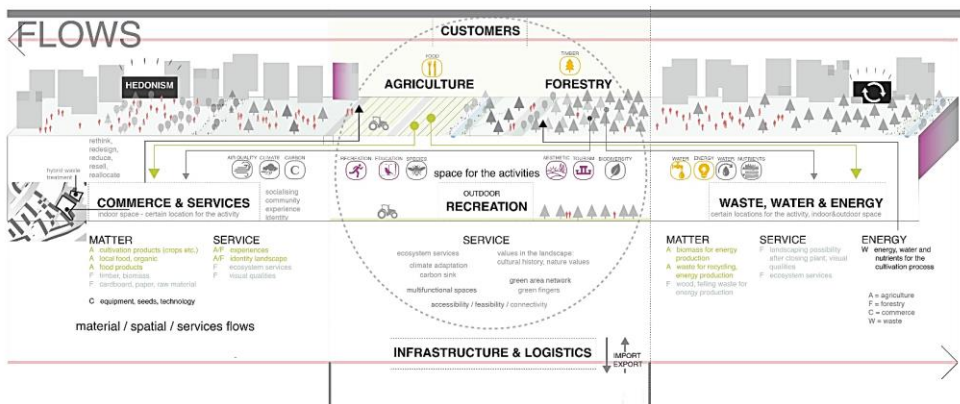 FLOWS
CUSTOMERS
HEDONISM
FOOD
AGRICULTURE
TIMBER
FORESTRY
rethink,
redesign,
reduce,
resall,
reallocate
hybrid waste
treatment
AIR QUALITY
CLIMATE
CARBON
C
RECREATION
EDUCATION
SPECIES
space for the activities
AESTHETIC
TOURISM
BIODIVERSITY
WATER
ENERGY
WATER
NUTRIENTS
COMMERCE & SERVICES
indoor space - certain location for the activity
socialising
community
experience
identity
OUTDOOR
RECREATION
WASTE, WATER & ENERGY
certain locations for the activity, indoor&outdoor space
MATTER
A cultivation products (crops etc.)
A local food, organic
A food products
F timber, biomass
F cardboard, paper, raw material
C equipment, seeds, technology
SERVICE
A/F experiences
A/F identity landscape
F ecosystem services
F visual qualities
material / spatial / services flows
SERVICE
ecosystem services
climate adaptation
carbon sink
multifunctional spaces
values in the landscape:
cultural history, nature values
green area network
green fingers
accessibility / feasibility / connectivity
MATTER
A biomass for energy
production
A waste for recycling,
energy production
F wood, felling waste for
energy production
SERVICE
F landscaping possibility
after closing plant, visual
qualities
F ecosystem services
ENERGY
W energy, water and
nutrients for the
cultivation process
A = agriculture
F = forestry
C = commerce
W = waste
INFRASTRUCTURE & LOGISTICS
IMPORT
EXPORT